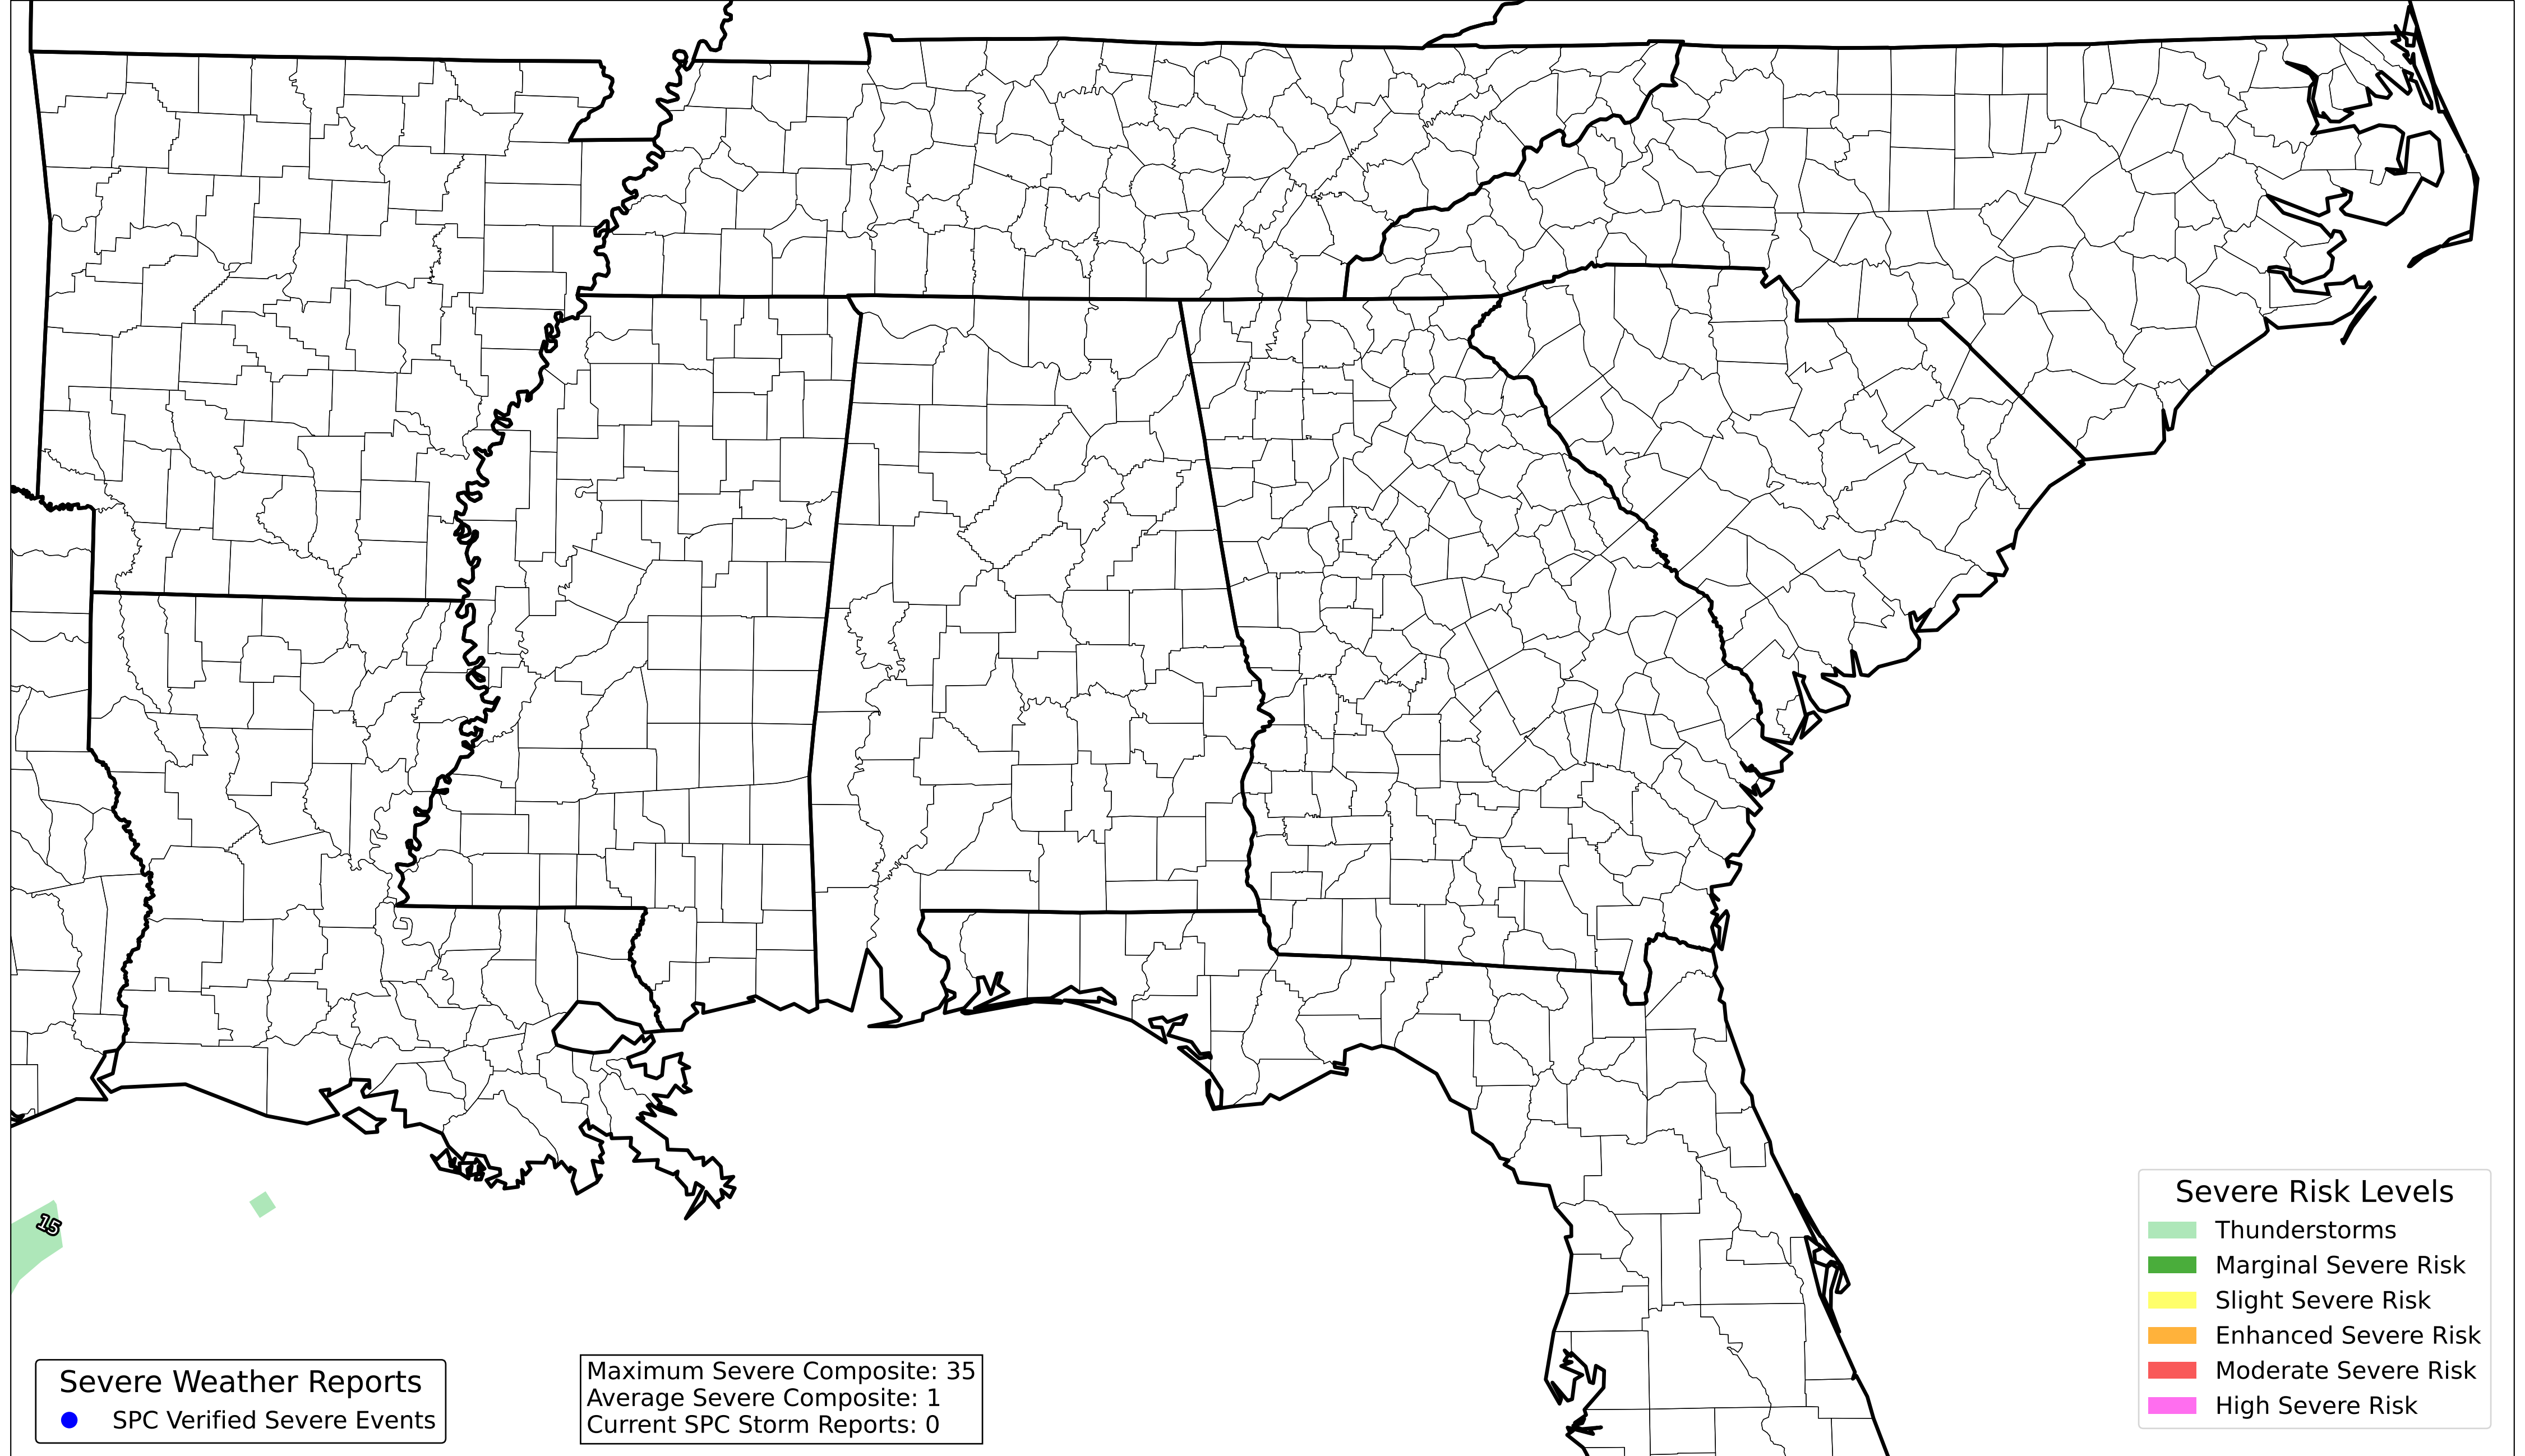 15
Severe Weather Reports
SPC Verified Severe Events
Maximum Severe Composite: 35
Average Severe Composite: 1
Current SPC Storm Reports: 0
Severe Risk Levels
Thunderstorms
Marginal Severe Risk
Slight Severe Risk
Enhanced Severe Risk
Moderate Severe Risk
High Severe Risk